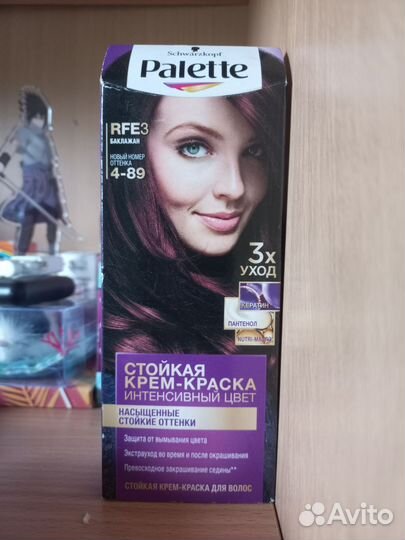 Schwarzkopf
Palette
RFE3
БАКЛАЖАН
НОВЫЙ НОМЕР
ОТТЕНКА
4-89
3x
УХОД
КЕРАТИН
ПАНТЕНОЛ
NUTRI-МАСЛО
СТОЙКАЯ
КРЕМ-КРАСКА
ИНТЕНСИВНЫЙ ЦВЕТ
НАСЫЩЕННЫЕ
СТОЙКИЕ ОТТЕНКИ
Защита от вымывания цвета
Экстрауход во время и после окрашивания
Превосходное закрашивание седины**
СТОЙКАЯ КРЕМ-КРАСКА ДЛЯ ВОЛОС
Avito